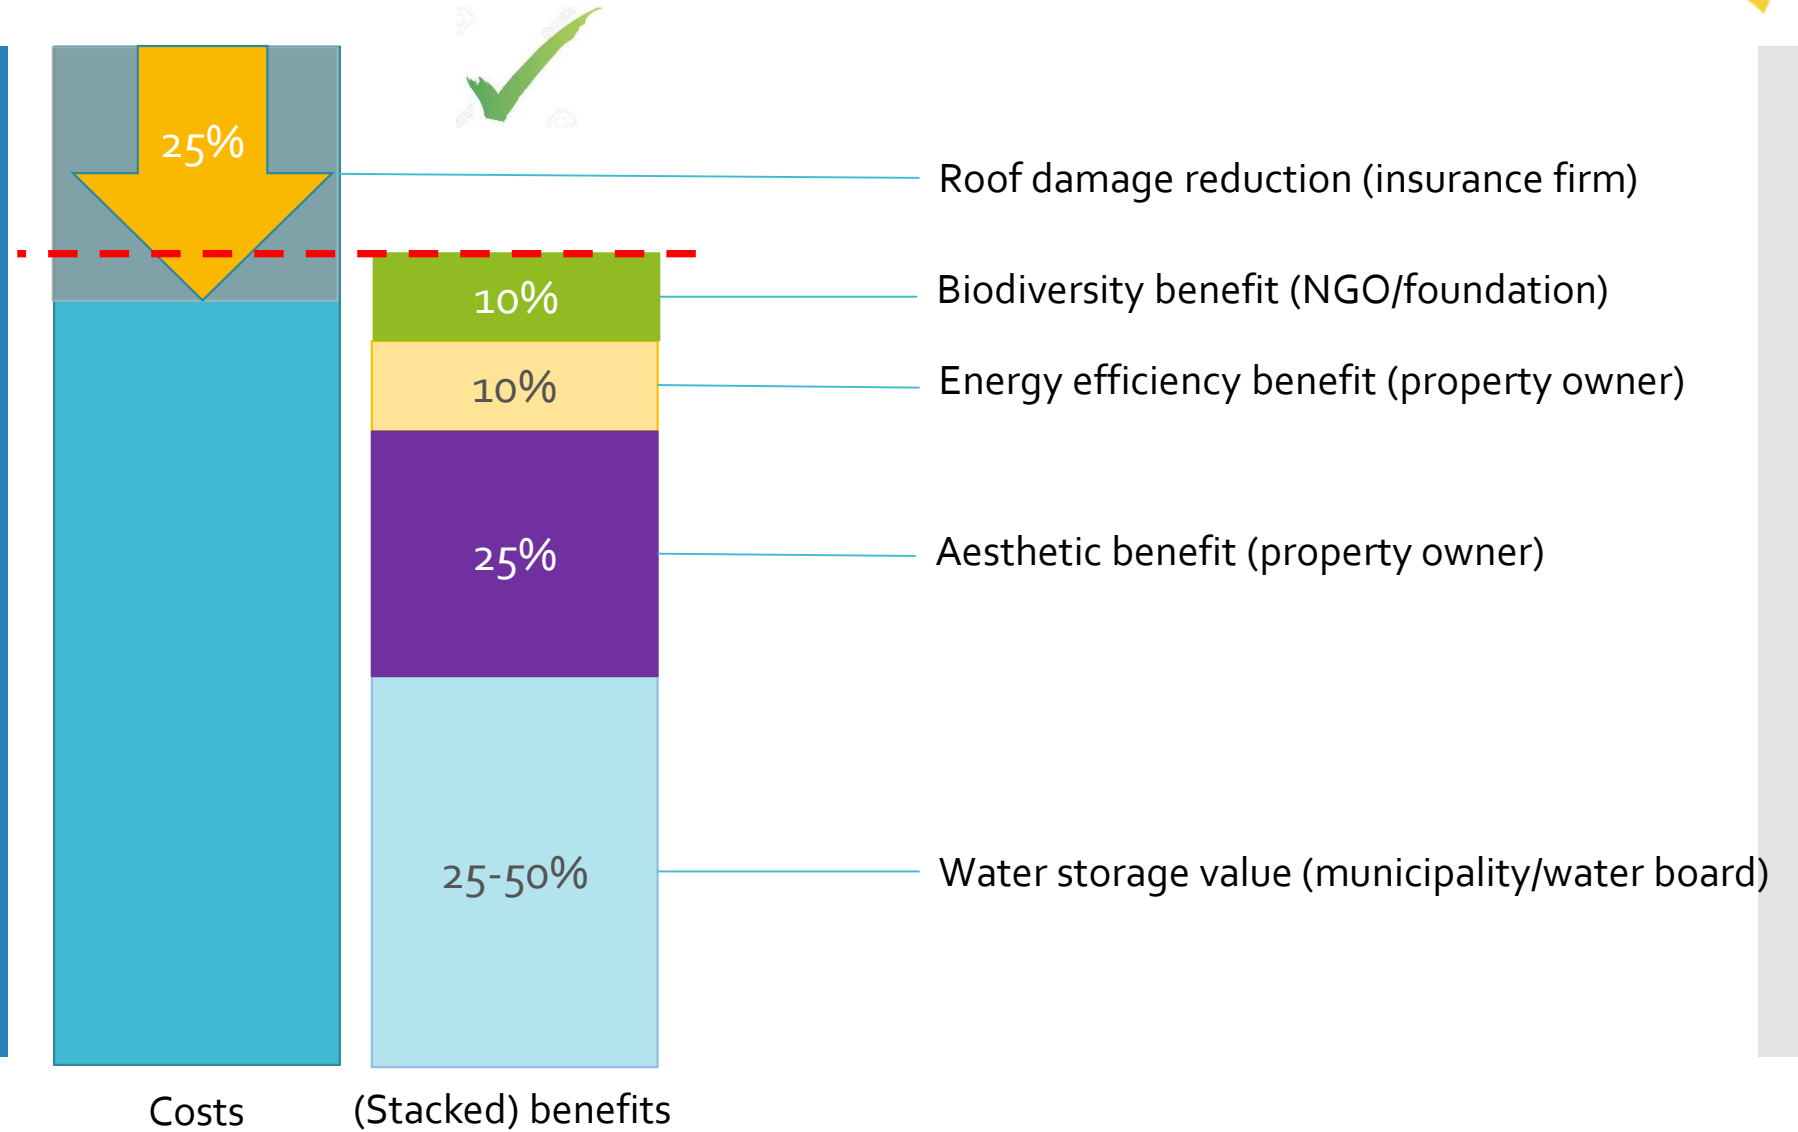 25%
Roof damage reduction (insurance firm)
10%
Biodiversity benefit (NGO/foundation)
10%
Energy efficiency benefit (property owner)
25%
Aesthetic benefit (property owner)
25-50%
Water storage value (municipality/water board)
Costs
(Stacked) benefits